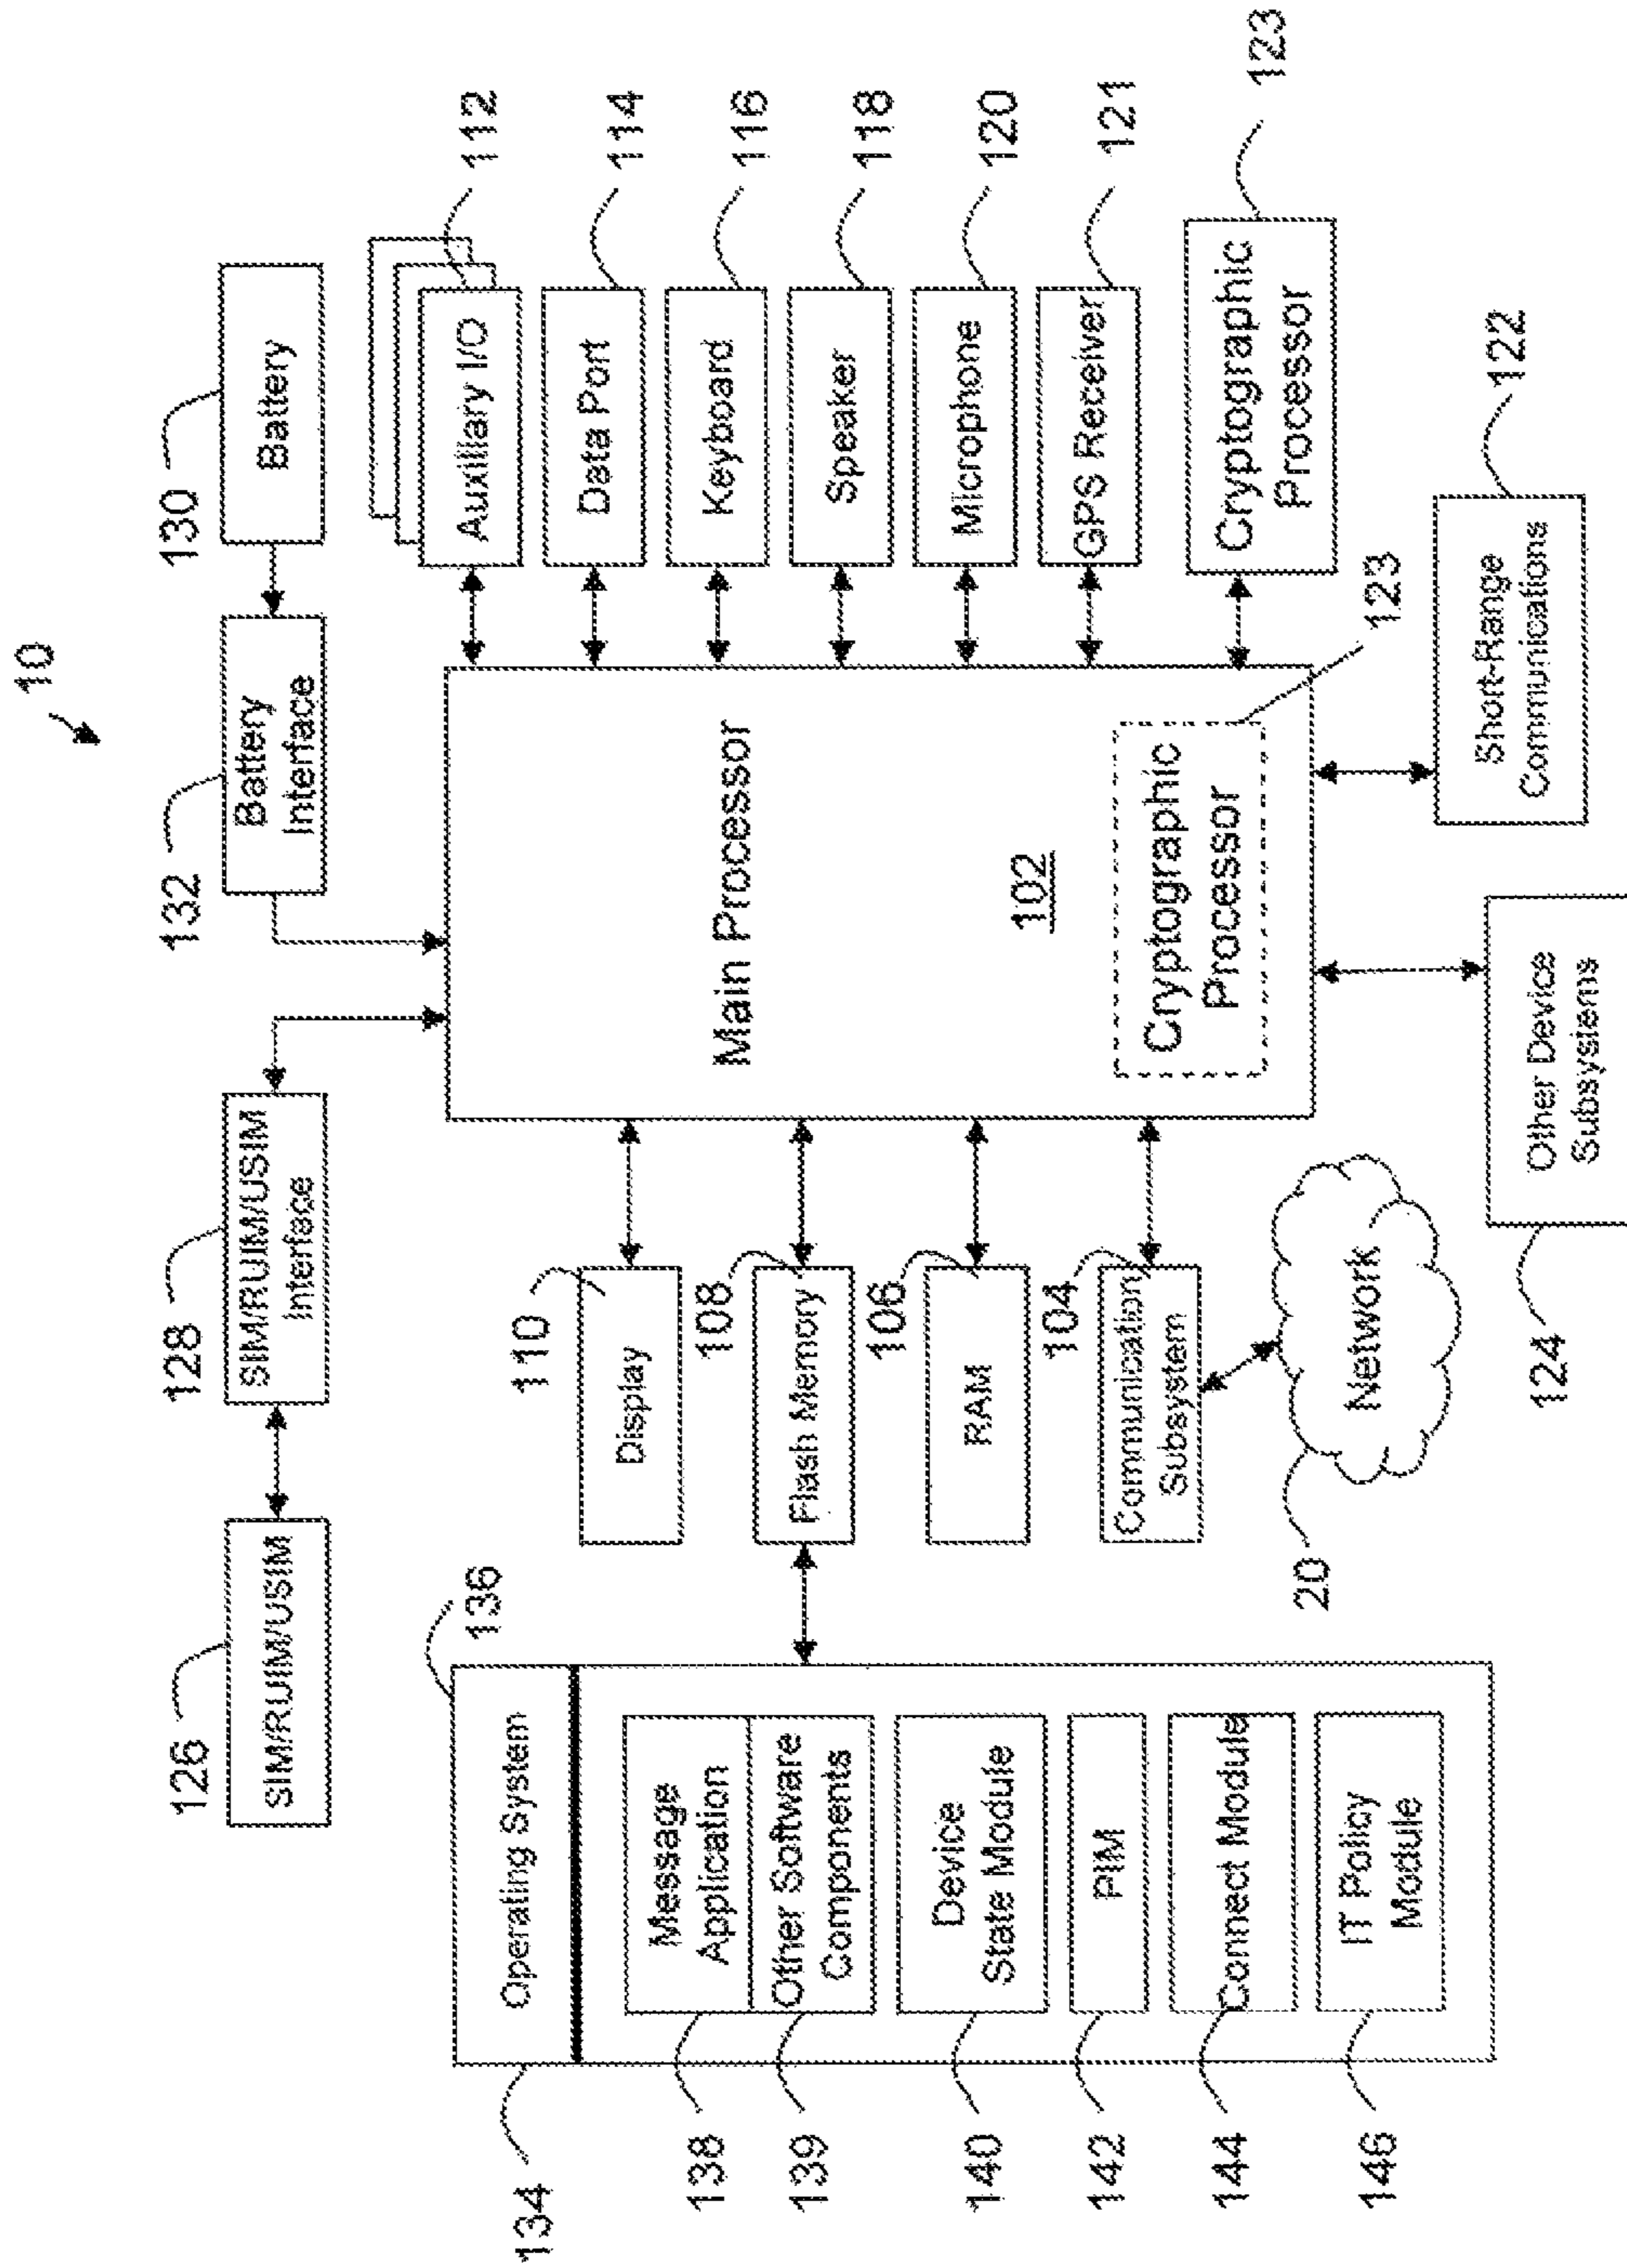 10
126
SIM/RUIM/USIM
128
SIM/RUIM/USIM
Interface
132
Battery
Interface
130
Battery
134
Operating System
136
138
Message
Application
139
Other Software
Components
140
Device
State Module
142
PIM
144
Connect Module
146
IT Policy
Module
110
Display
108
Flash Memory
106
RAM
104
Communication
Subsystem
20
Network
Main Processor
102
Cryptographic
Processor
123
Auxiliary I/O
112
Data Port
114
Keyboard
116
Speaker
118
Microphone
120
GPS Receiver
121
Cryptographic
Processor
123
Short-Range
Communications
122
Other Device
Subsystems
124